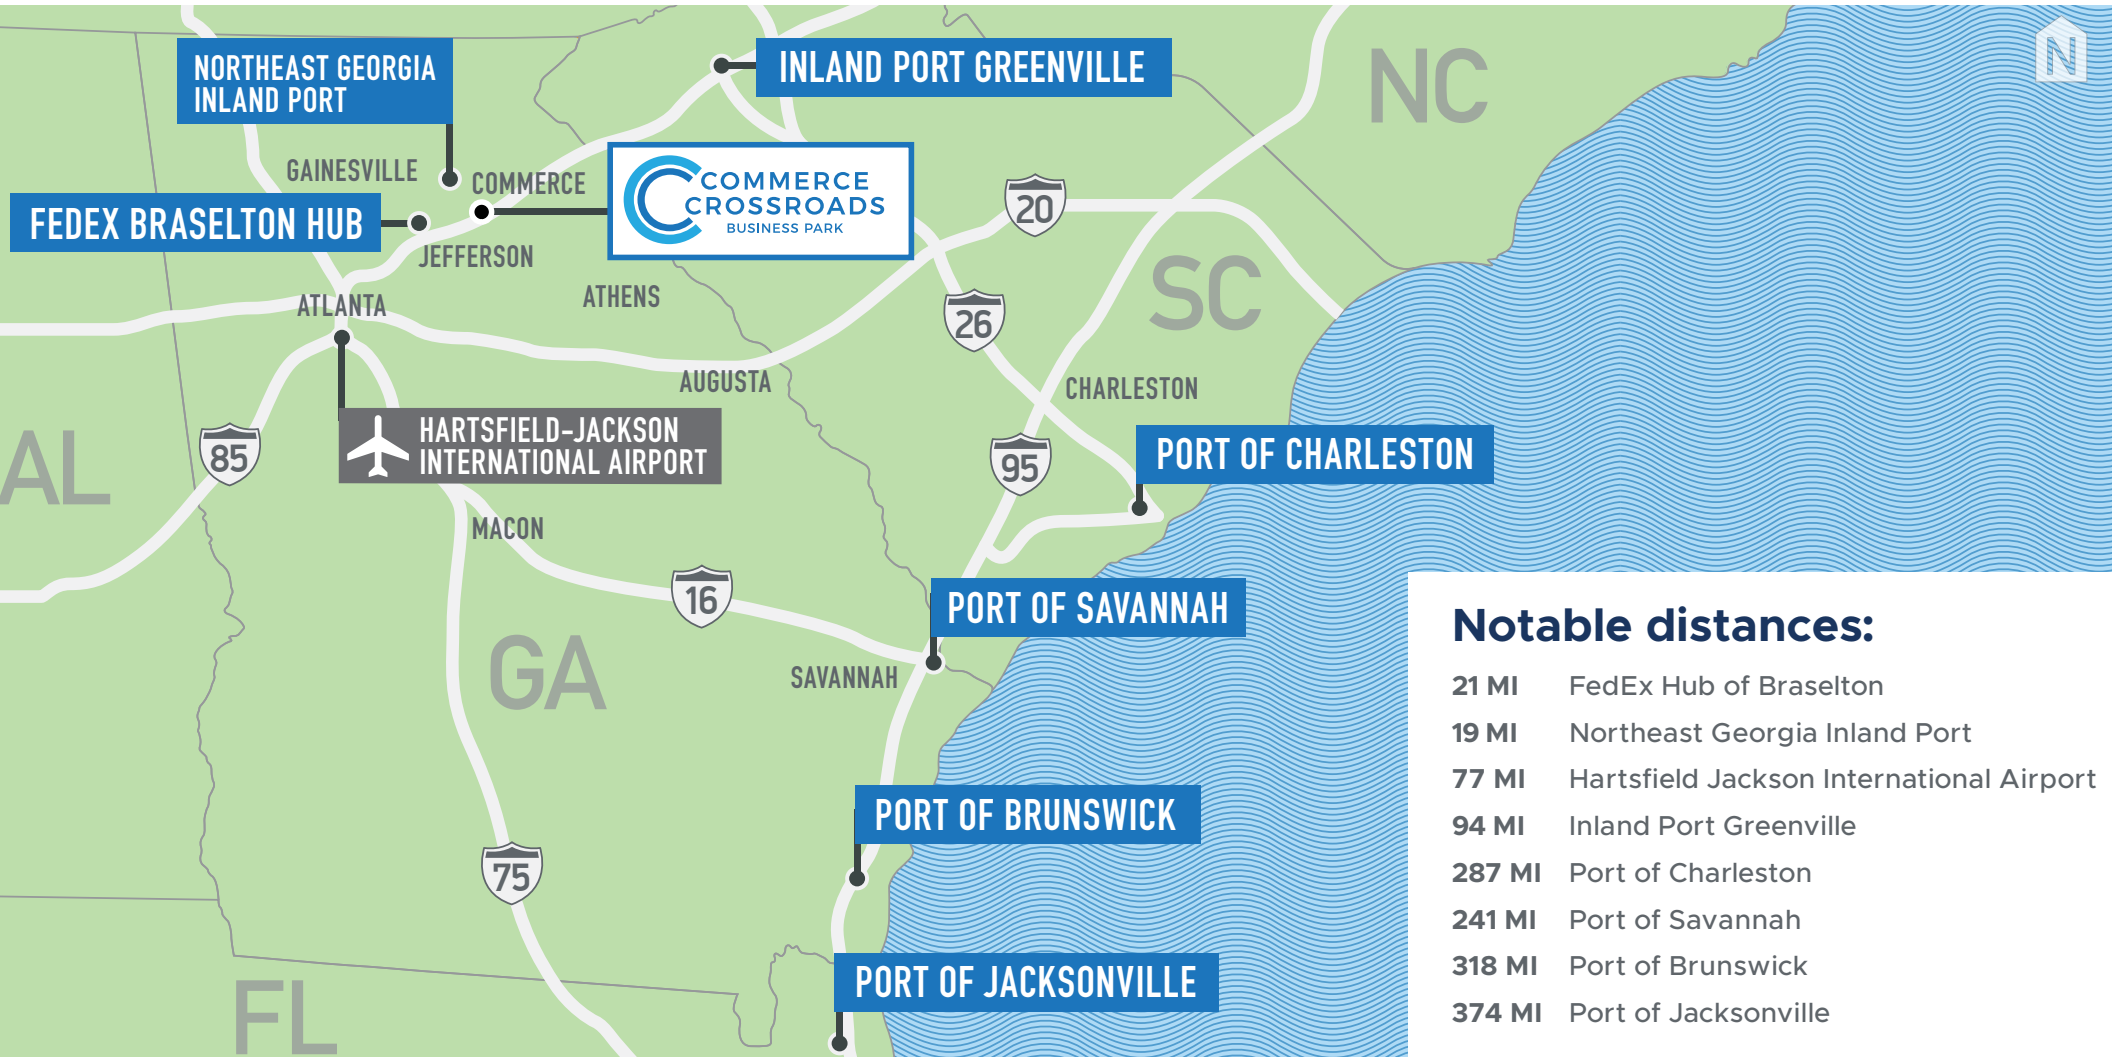 N
NC
NORTHEAST GEORGIA
INLAND PORT
INLAND PORT GREENVILLE
GAINESVILLE
COMMERCE
COMMERCE
CROSSROADS
BUSINESS PARK
FEDEX BRASELTON HUB
JEFFERSON
20
SC
ATHENS
ATLANTA
26
AUGUSTA
CHARLESTON
HARTSFIELD-JACKSON
INTERNATIONAL AIRPORT
85
AL
95
PORT OF CHARLESTON
MACON
16
PORT OF SAVANNAH
GA
SAVANNAH
PORT OF BRUNSWICK
75
PORT OF JACKSONVILLE
FL
Notable distances:
21 MI FedEx Hub of Braselton
19 MI Northeast Georgia Inland Port
77 MI Hartsfield Jackson International Airport
94 MI Inland Port Greenville
287 MI Port of Charleston
241 MI Port of Savannah
318 MI Port of Brunswick
374 MI Port of Jacksonville